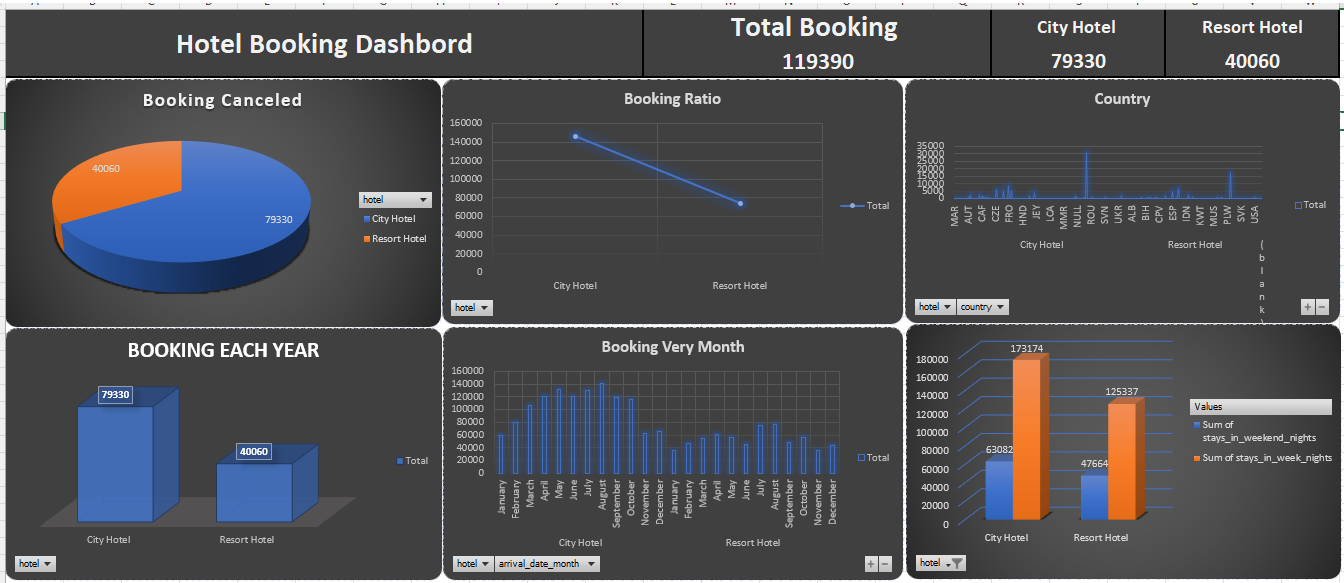 Hotel Booking Dashbord
Total Booking
119390
City Hotel
79330
Resort Hotel
40060
Booking Canceled
40060
79330
hotel
City Hotel
Resort Hotel
Booking Ratio
160000
140000
120000
100000
80000
60000
40000
20000
0
City Hotel
Resort Hotel
Total
hotel
Country
35000
30000
25000
20000
15000
10000
5000
0
MAR AUT CAF CZE FRO HND JEY LCA MMR NULL ROU SVN UKR ALB BIH CPV ESP IDN KWT MUS PLW SVK USA
City Hotel
Resort Hotel
(blank)
Total
hotel country
+ −
BOOKING EACH YEAR
79330
40060
City Hotel
Resort Hotel
Total
hotel
Booking Very Month
160000
140000
120000
100000
80000
60000
40000
20000
0
January February March April May June July August September October November December January February March April May June July August September October November December
City Hotel
Resort Hotel
Total
hotel arrival_date_month
+ −
180000
160000
140000
120000
100000
80000
60000
40000
20000
0
173174
125337
63082
47664
City Hotel
Resort Hotel
Values
Sum of
stays_in_weekend_nights
Sum of stays_in_week_nights
hotel